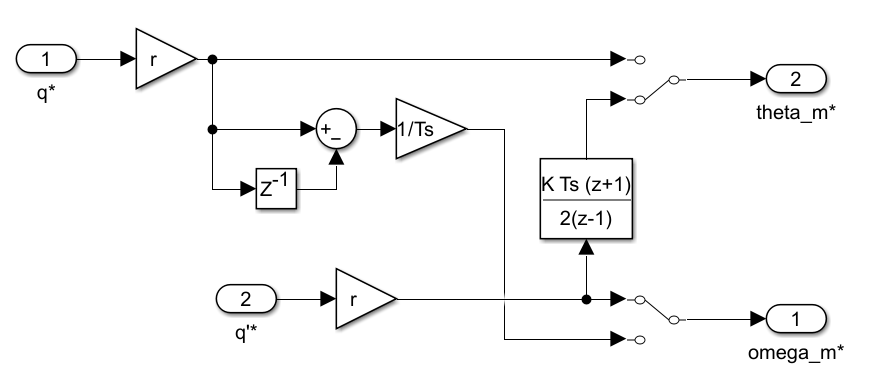 1
q*
r
2
theta_m*
+_
1/Ts
Z-1
K Ts (z+1)
2(z-1)
2
q'*
r
1
omega_m*